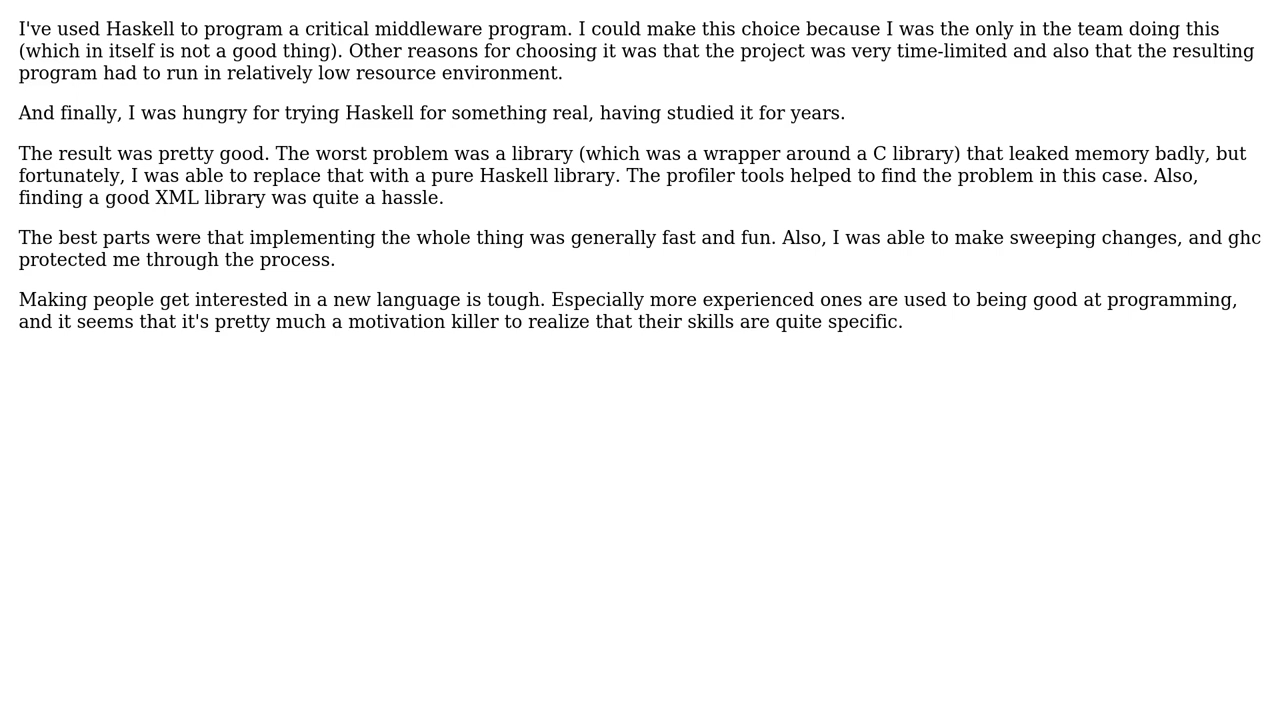 I've used Haskell to program a critical middleware program. I could make this choice because I was the only in the team doing this
(which in itself is not a good thing). Other reasons for choosing it was that the project was very time-limited and also that the resulting
program had to run in relatively low resource environment.
And finally, I was hungry for trying Haskell for something real, having studied it for years.
The result was pretty good. The worst problem was a library (which was a wrapper around a C library) that leaked memory badly, but
fortunately, I was able to replace that with a pure Haskell library. The profiler tools helped to find the problem in this case. Also,
finding a good XML library was quite a hassle.
The best parts were that implementing the whole thing was generally fast and fun. Also, I was able to make sweeping changes, and ghc
protected me through the process.
Making people get interested in a new language is tough. Especially more experienced ones are used to being good at programming,
and it seems that it's pretty much a motivation killer to realize that their skills are quite specific.